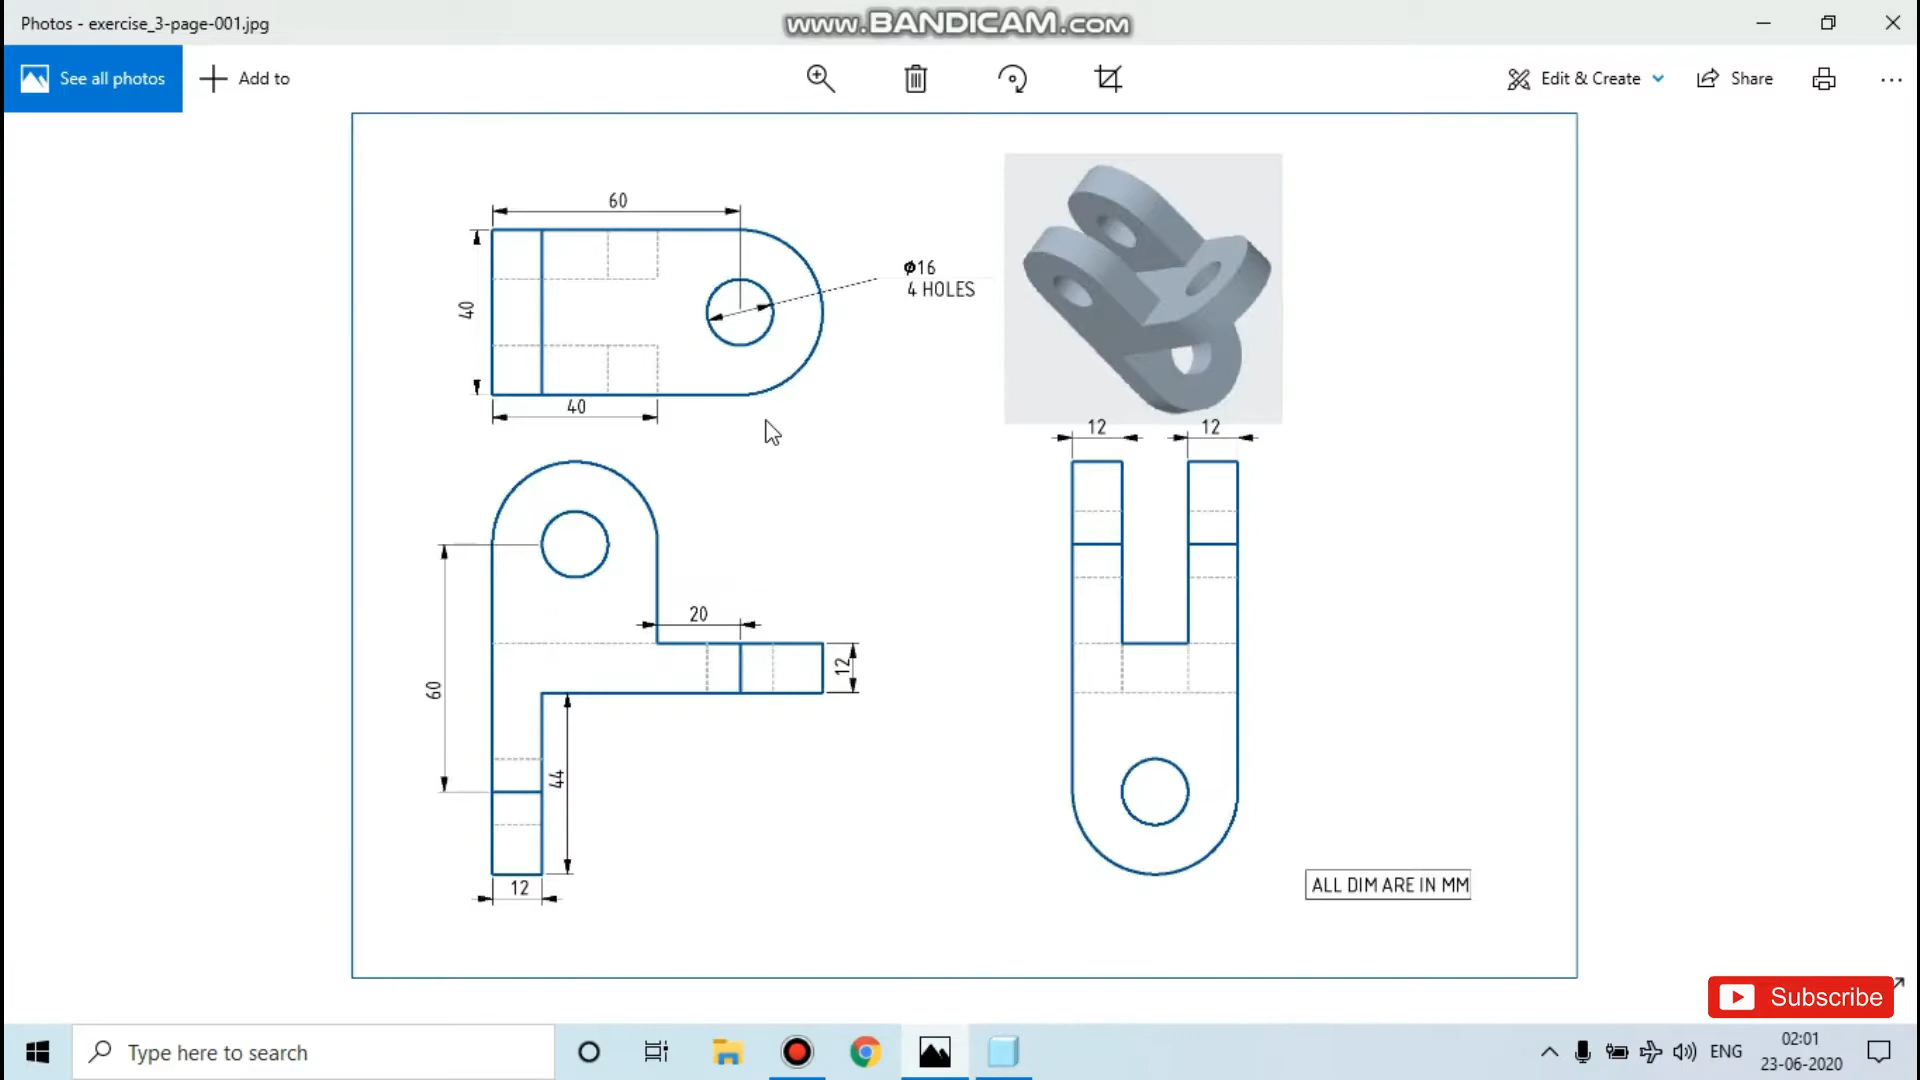 Photos - exercise_3-page-001.jpg
www.BANDICAM.com
See all photos
Add to
Edit & Create
Share
60
40
ϕ16
4 HOLES
40
12
12
60
20
12
44
12
ALL DIM ARE IN MM
Subscribe
Type here to search
ENG
02:01
23-06-2020